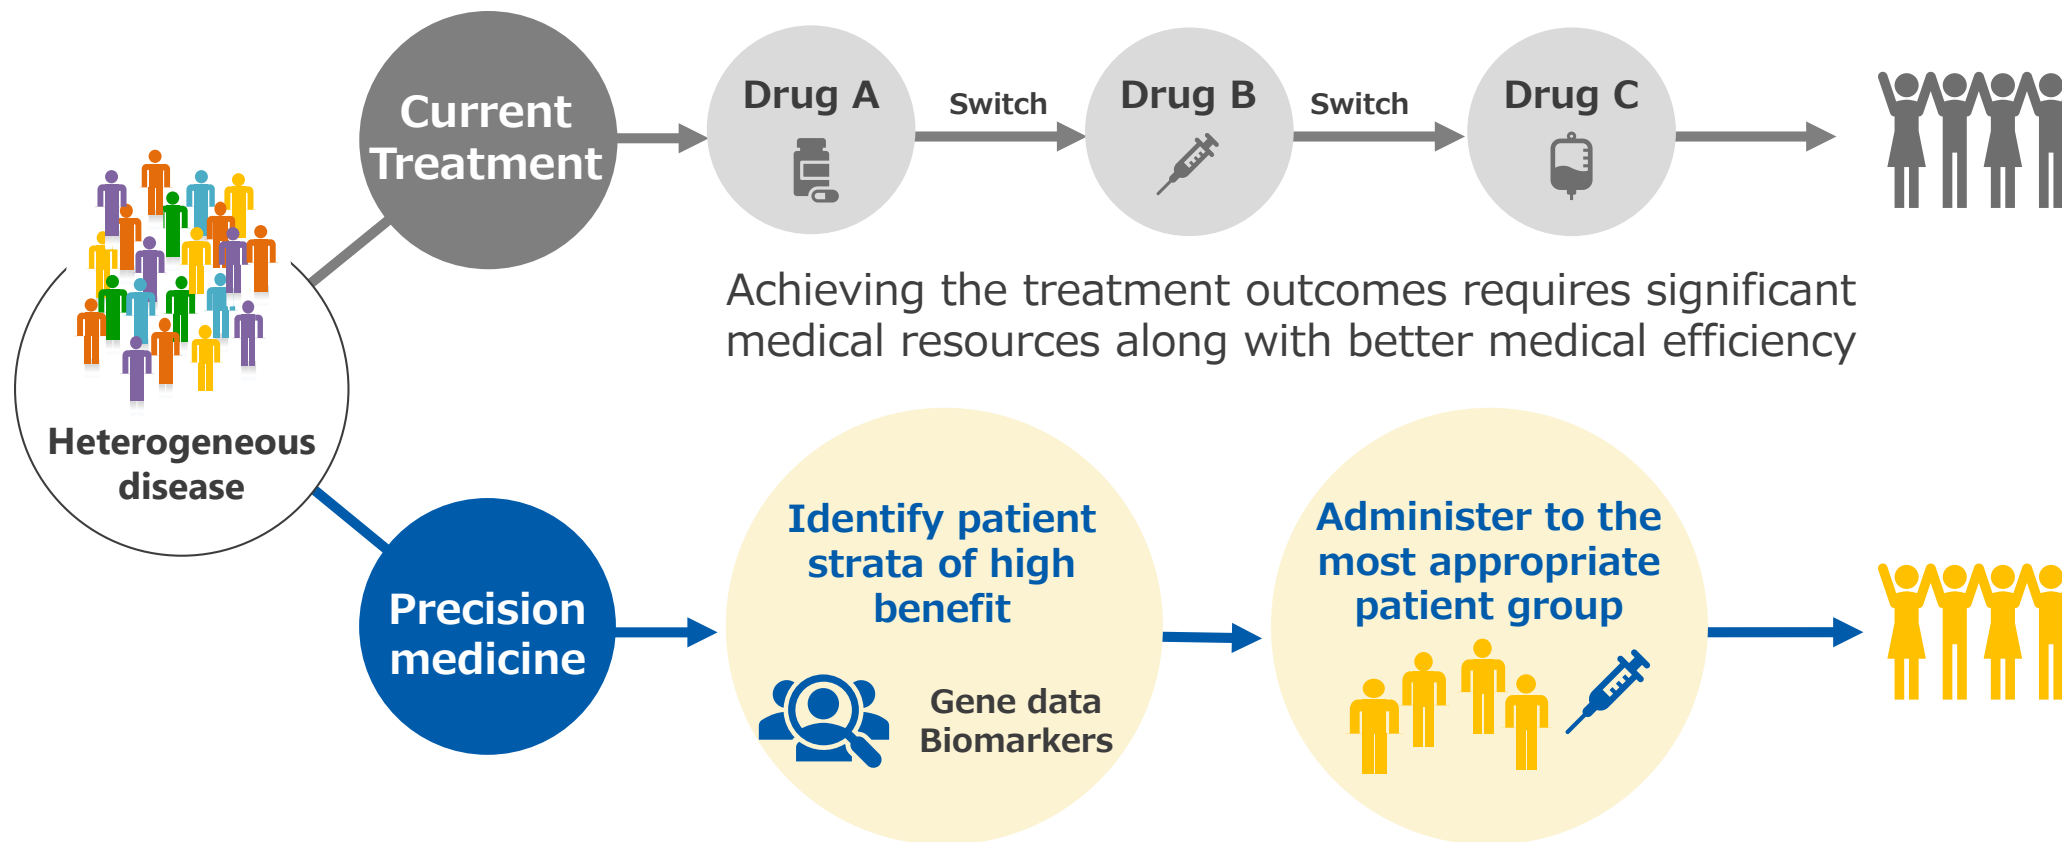 Current
Treatment
Drug A
Switch
Drug B
Switch
Drug C
Achieving the treatment outcomes requires significant
medical resources along with better medical efficiency
Heterogeneous
disease
Precision
medicine
Identify patient
strata of high
benefit
Gene data
Biomarkers
Administer to the
most appropriate
patient group